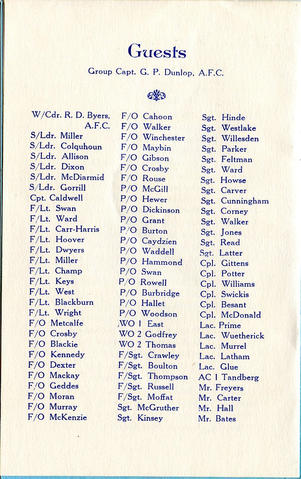 Guests
Group Capt. G. P. Dunlop, A.F.C.
W/Cdr. R. D. Byers,
A.F.C.
S/Ldr. Miller
S/Ldr. Colquhoun
S/Ldr. Allison
S/Ldr. Dixon
S/Ldr. McDiarmid
S/Ldr. Gorrill
Cpt. Caldwell
F/Lt. Swan
F/Lt. Ward
F/Lt. Carr-Harris
F/Lt. Hoover
F/Lt. Dwyers
F/Lt. Miller
F/Lt. Champ
F/Lt. Keys
F/Lt. West
F/Lt. Blackburn
F/Lt. Wright
F/O Metcalfe
F/O Crosby
F/O Blackie
F/O Kennedy
F/O Dexter
F/O Mackay
F/O Geddes
F/O Moran
F/O Murray
F/O McKenzie
F/O Cahoon
F/O Walker
F/O Winchester
F/O Maybin
F/O Gibson
F/O Crosby
F/O Rouse
P/O McGill
P/O Hewer
P/O Dickinson
P/O Grant
P/O Burton
P/O Caydzien
P/O Waddell
P/O Hammond
P/O Swan
P/O Rowell
P/O Burbridge
P/O Hallet
P/O Woodson
WO 1 East
WO 2 Godfrey
WO 2 Thomas
F/Sgt. Crawley
F/Sgt. Boulton
F/Sgt. Thompson
F/Sgt. Russell
F/Sgt. Moffat
Sgt. McGruther
Sgt. Kinsey
Sgt. Hinde
Sgt. Westlake
Sgt. Willesden
Sgt. Parker
Sgt. Feltman
Sgt. Ward
Sgt. Howse
Sgt. Carver
Sgt. Cunningham
Sgt. Corney
Sgt. Walker
Sgt. Jones
Sgt. Read
Sgt. Latter
Cpl. Gittens
Cpl. Potter
Cpl. Williams
Cpl. Swickis
Cpl. Besant
Cpl. McDonald
Lac. Prime
Lac. Wuetherick
Lac. Murrel
Lac. Latham
Lac. Glue
AC 1 Tandberg
Mr. Freyers
Mr. Carter
Mr. Hall
Mr. Bates